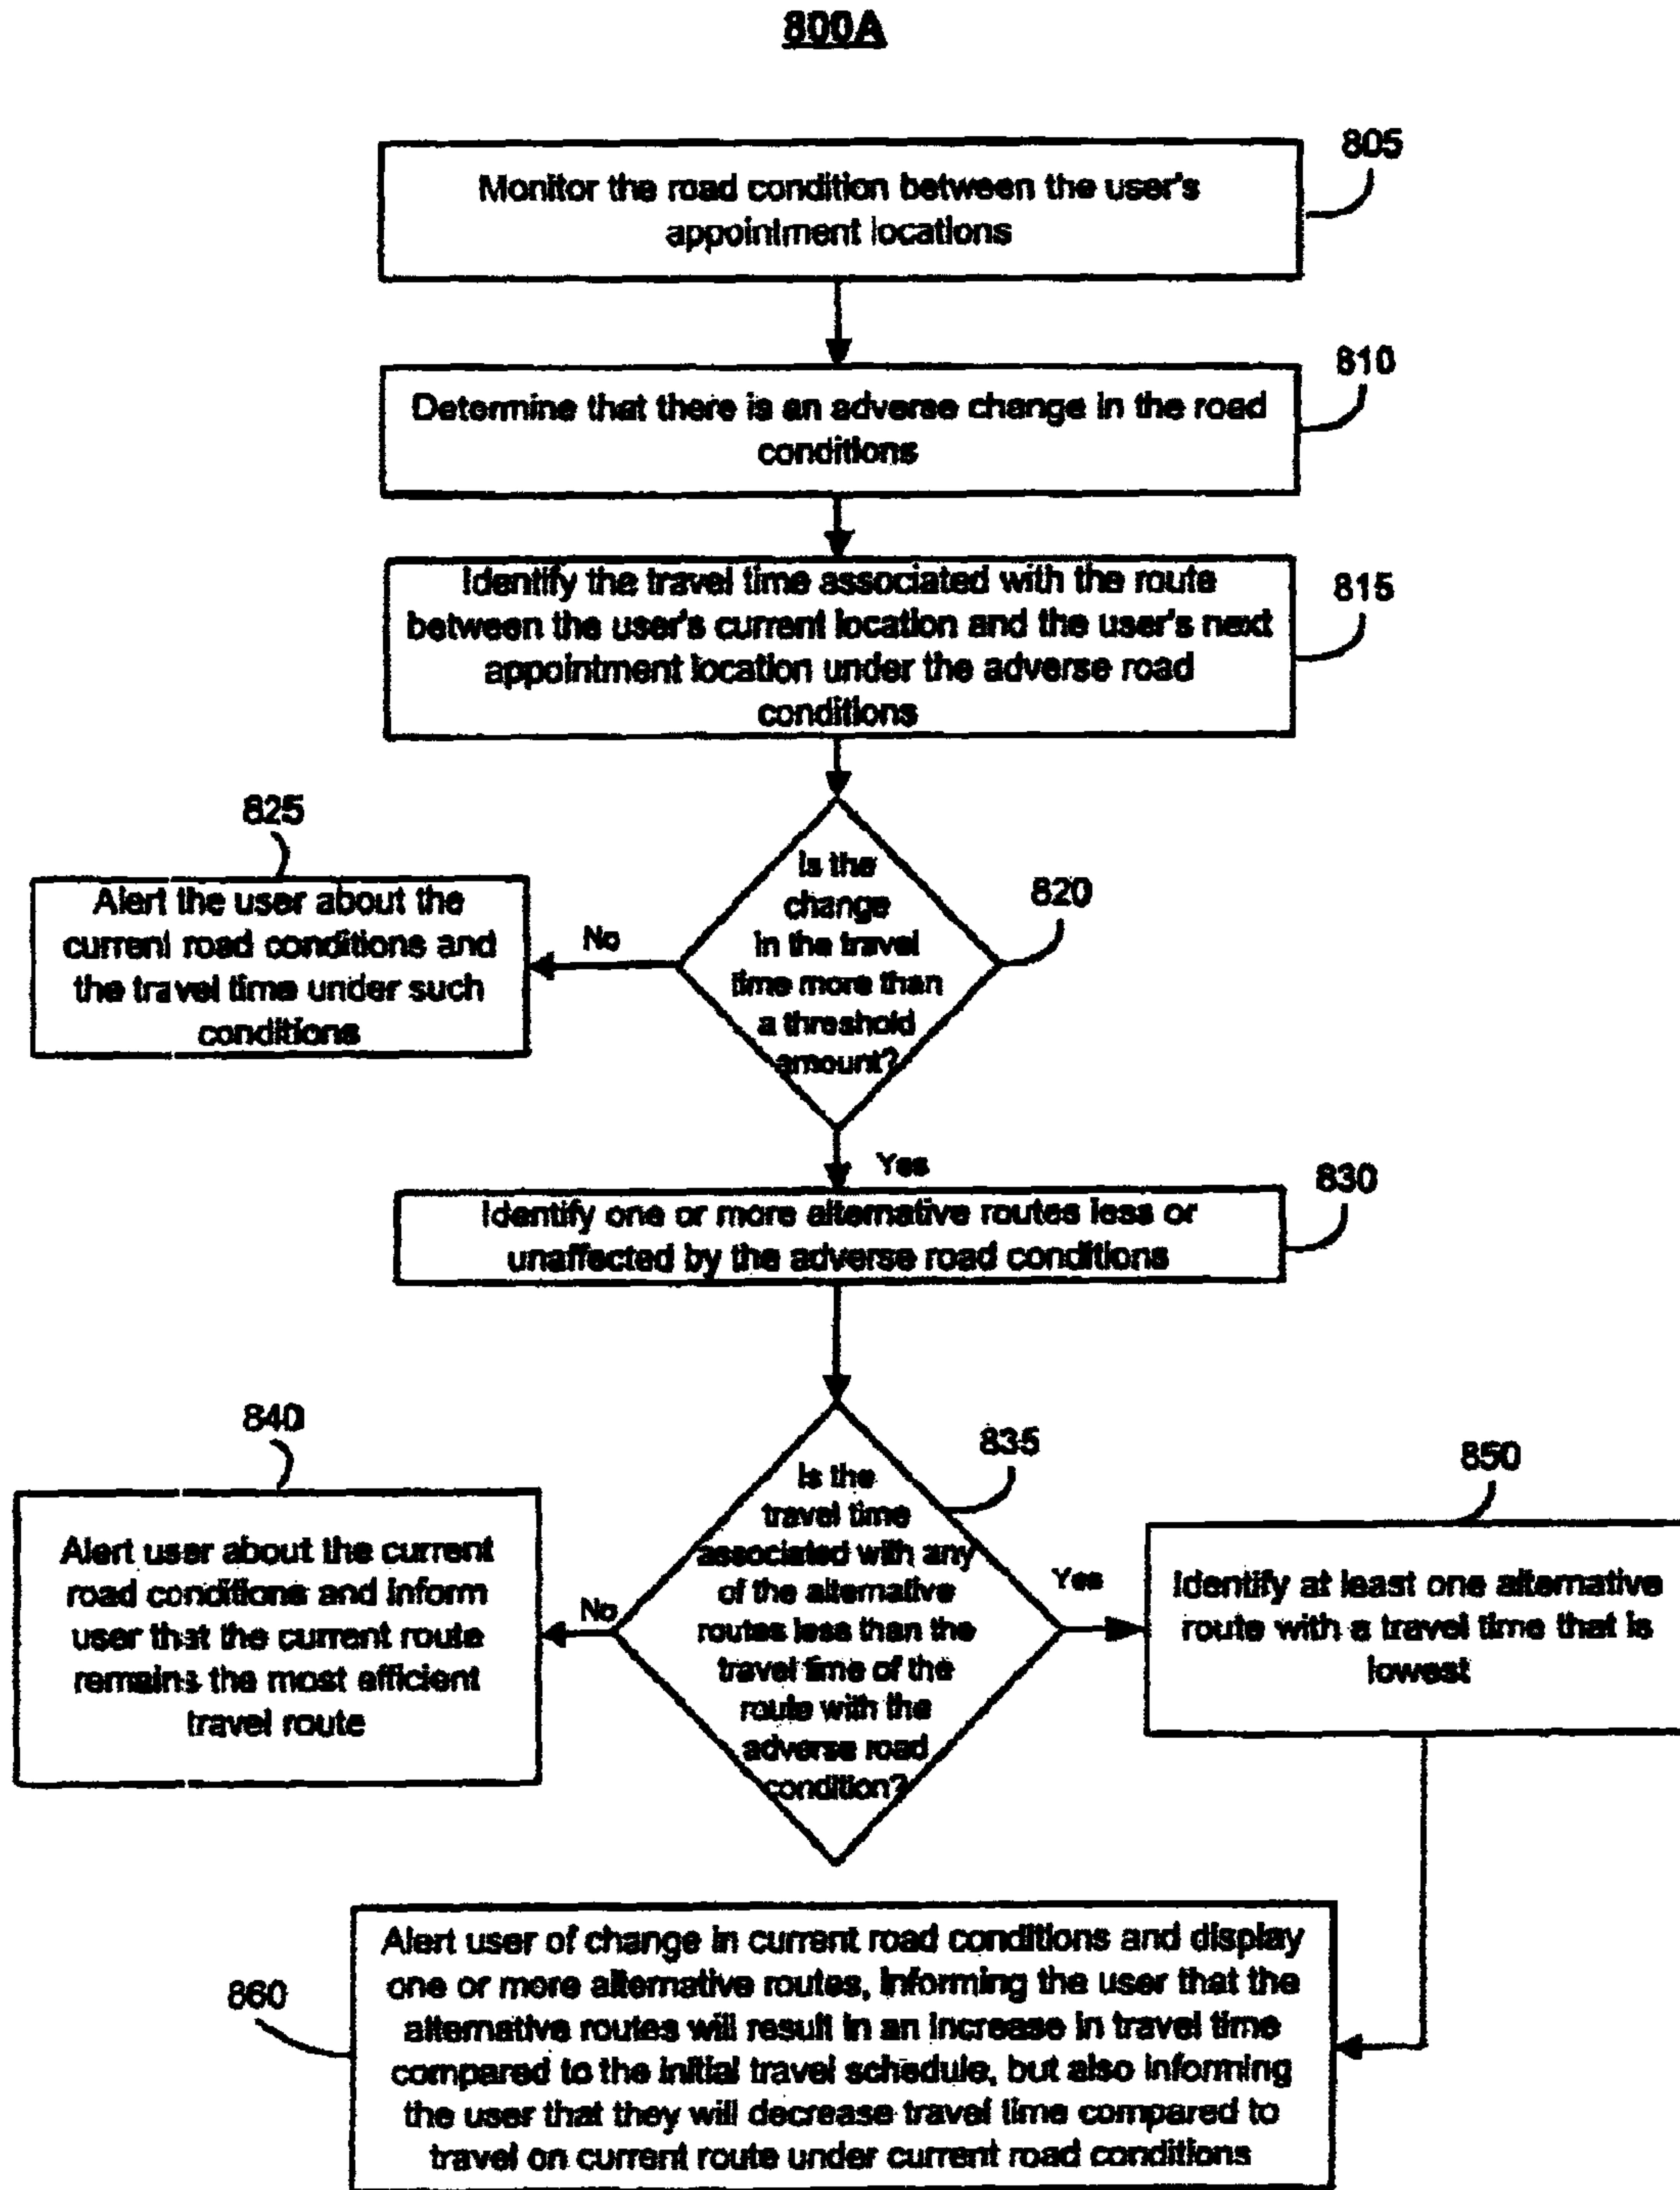 800A
805
Monitor the road condition between the user's
appointment locations
810
Determine that there is an adverse change in the road
conditions
815
Identify the travel time associated with the route
between the user's current location and the user's next
appointment location under the adverse road
conditions
825
Alert the user about the
current road conditions and
the travel time under such
conditions
No
820
Is the
change
in the travel
time more than
a threshold
amount?
Yes
830
Identify one or more alternative routes less or
unaffected by the adverse road conditions
840
Alert user about the current
road conditions and inform
user that the current route
remains the most efficient
travel route
No
835
Is the
travel time
associated with any
of the alternative
routes less than the
travel time of the
route with the
adverse road
condition?
Yes
850
Identify at least one alternative
route with a travel time that is
lowest
860
Alert user of change in current road conditions and display
one or more alternative routes, informing the user that the
alternative routes will result in an increase in travel time
compared to the initial travel schedule, but also informing
the user that they will decrease travel time compared to
travel on current route under current road conditions